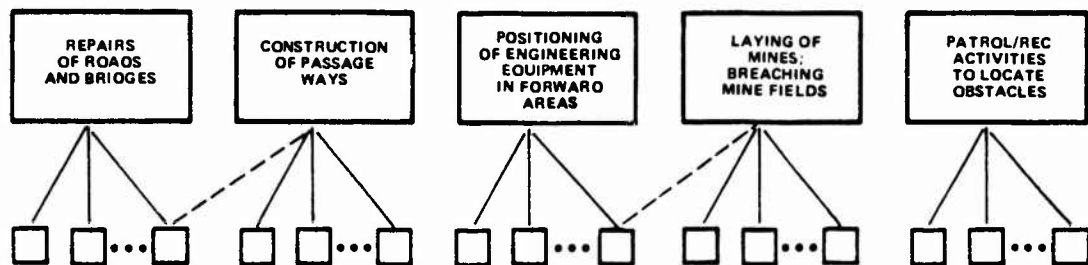 REPAIRS
OF ROAOS
AND BRIOGES
CONSTRUCTION
OF PASSAGE
WAYS
POSITIONING
OF ENGINEERING
EQUIPMENT
IN FORWARO
AREAS
LAYING OF
MINES;
BREACHING
MINE FIELDS
PATROL/REC
ACTIVITIES
TO LOCATE
OBSTACLES